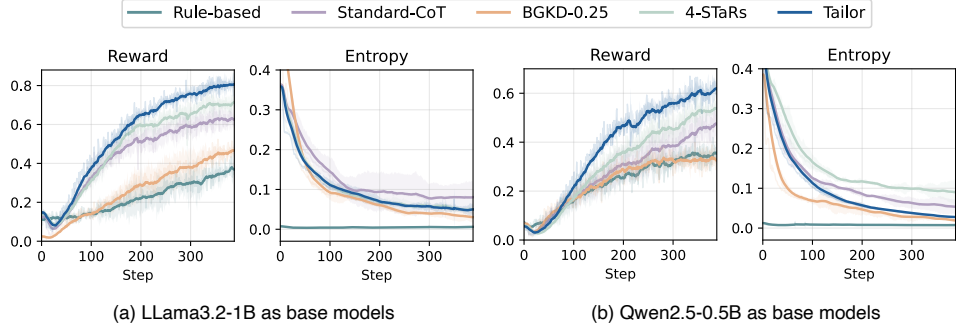 Rule-based Standard-CoT BGKD-0.25 4-STaRs Tailor
Reward
0.8
0.6
0.4
0.2
0.0
0 100 200 300
Step
Entropy
0.4
0.3
0.2
0.1
0.0
0 100 200 300
Step
(a) LLama3.2-1B as base models
Reward
0.6
0.4
0.2
0.0
0 100 200 300
Step
Entropy
0.4
0.3
0.2
0.1
0.0
0 100 200 300
Step
(b) Qwen2.5-0.5B as base models